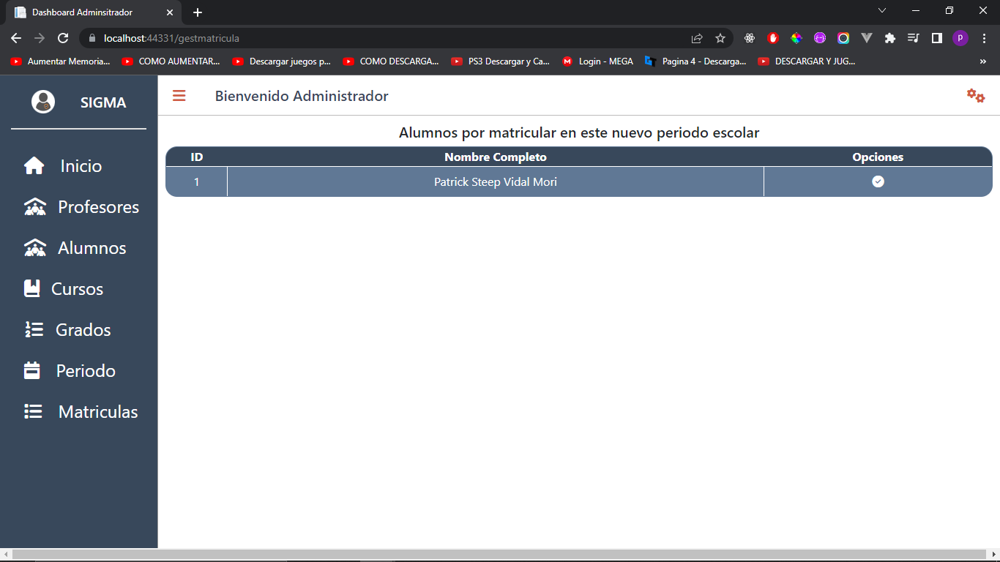 Dashboard Adminsitrador
localhost:44331/gestmatricula
p
Aumentar Memoria...
COMO AUMENTAR...
Descargar juegos p...
COMO DESCARGA...
PS3 Descargar y Ca...
M
Login - MEGA
Pagina 4 - Descarga...
DESCARGAR Y JUG...
»
SIGMA
Bienvenido Administrador
Inicio
Profesores
Alumnos
Cursos
Grados
Periodo
Matriculas
Alumnos por matricular en este nuevo periodo escolar
ID Nombre Completo Opciones
1 Patrick Steep Vidal Mori